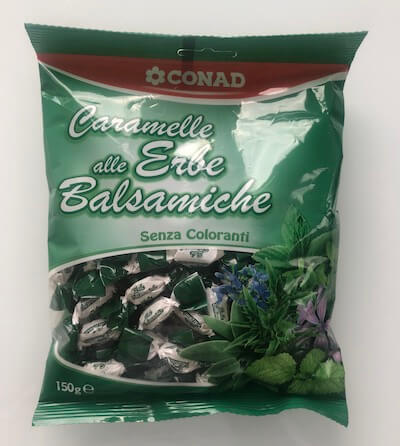 CONAD
Caramelle
alle Erbe
Balsamiche
Senza Coloranti
150g e